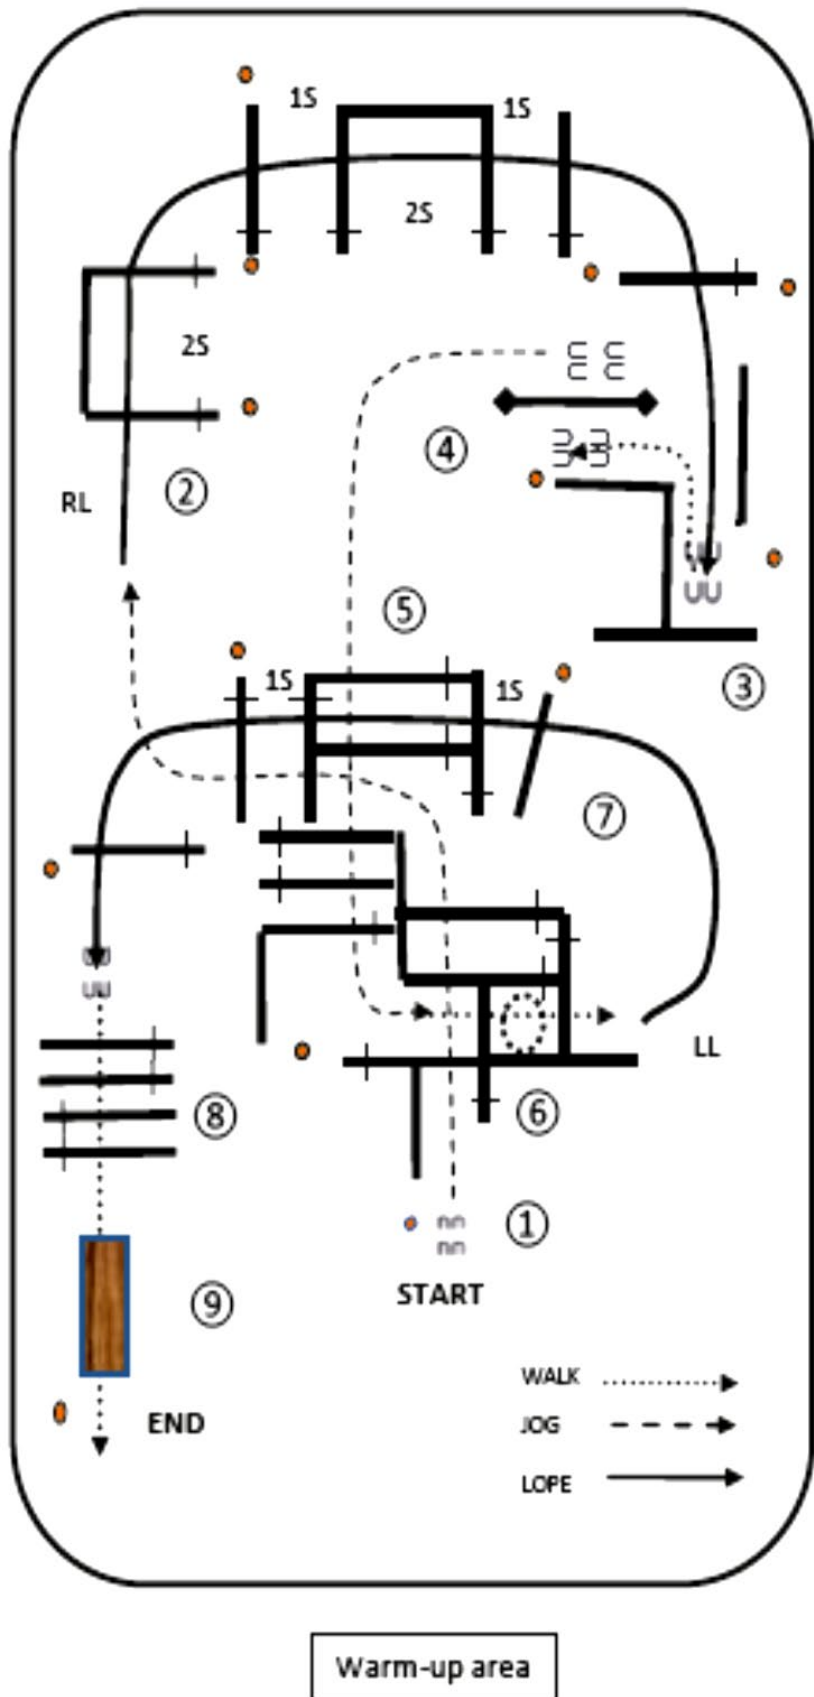 1S
1S
2S
2S
④
RL
②
⑤
③
1S
1S
⑦
LL
⑧
⑥
①
START
⑨
WALK
END
JOG
LOPE
Warm-up area